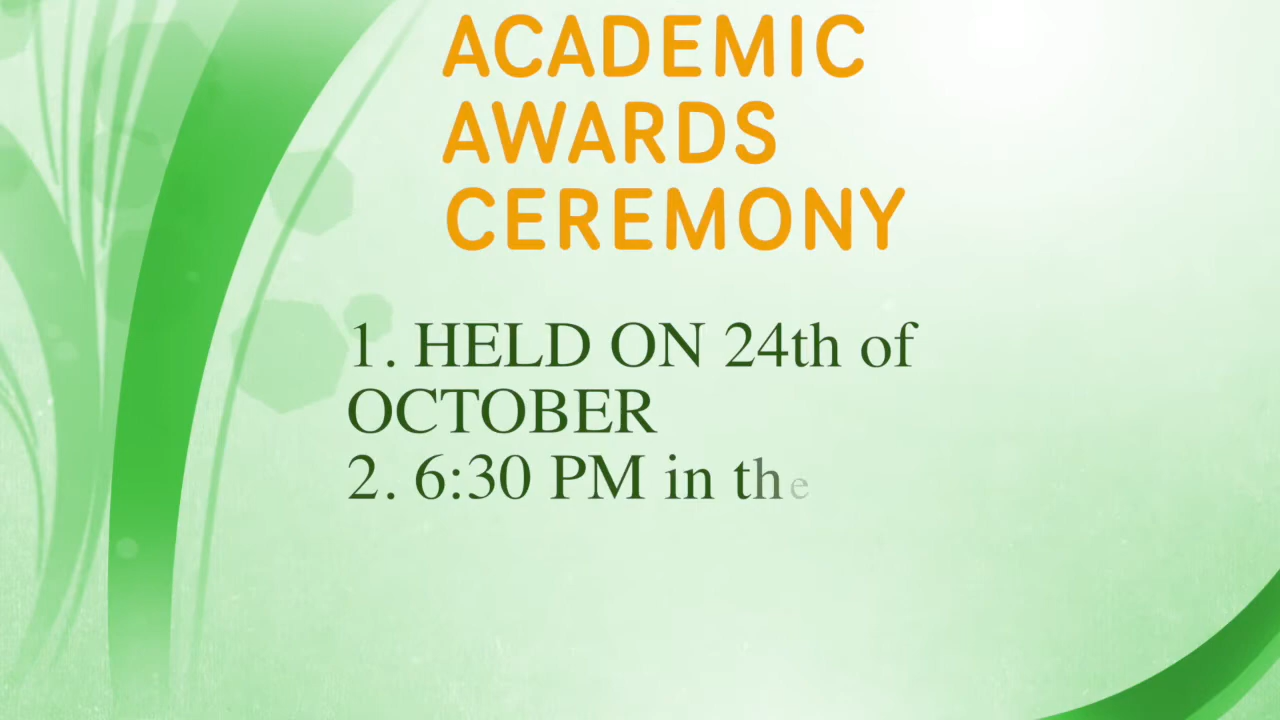 ACADEMIC
AWARDS
CEREMONY
1. HELD ON 24th of
OCTOBER
2. 6:30 PM in the